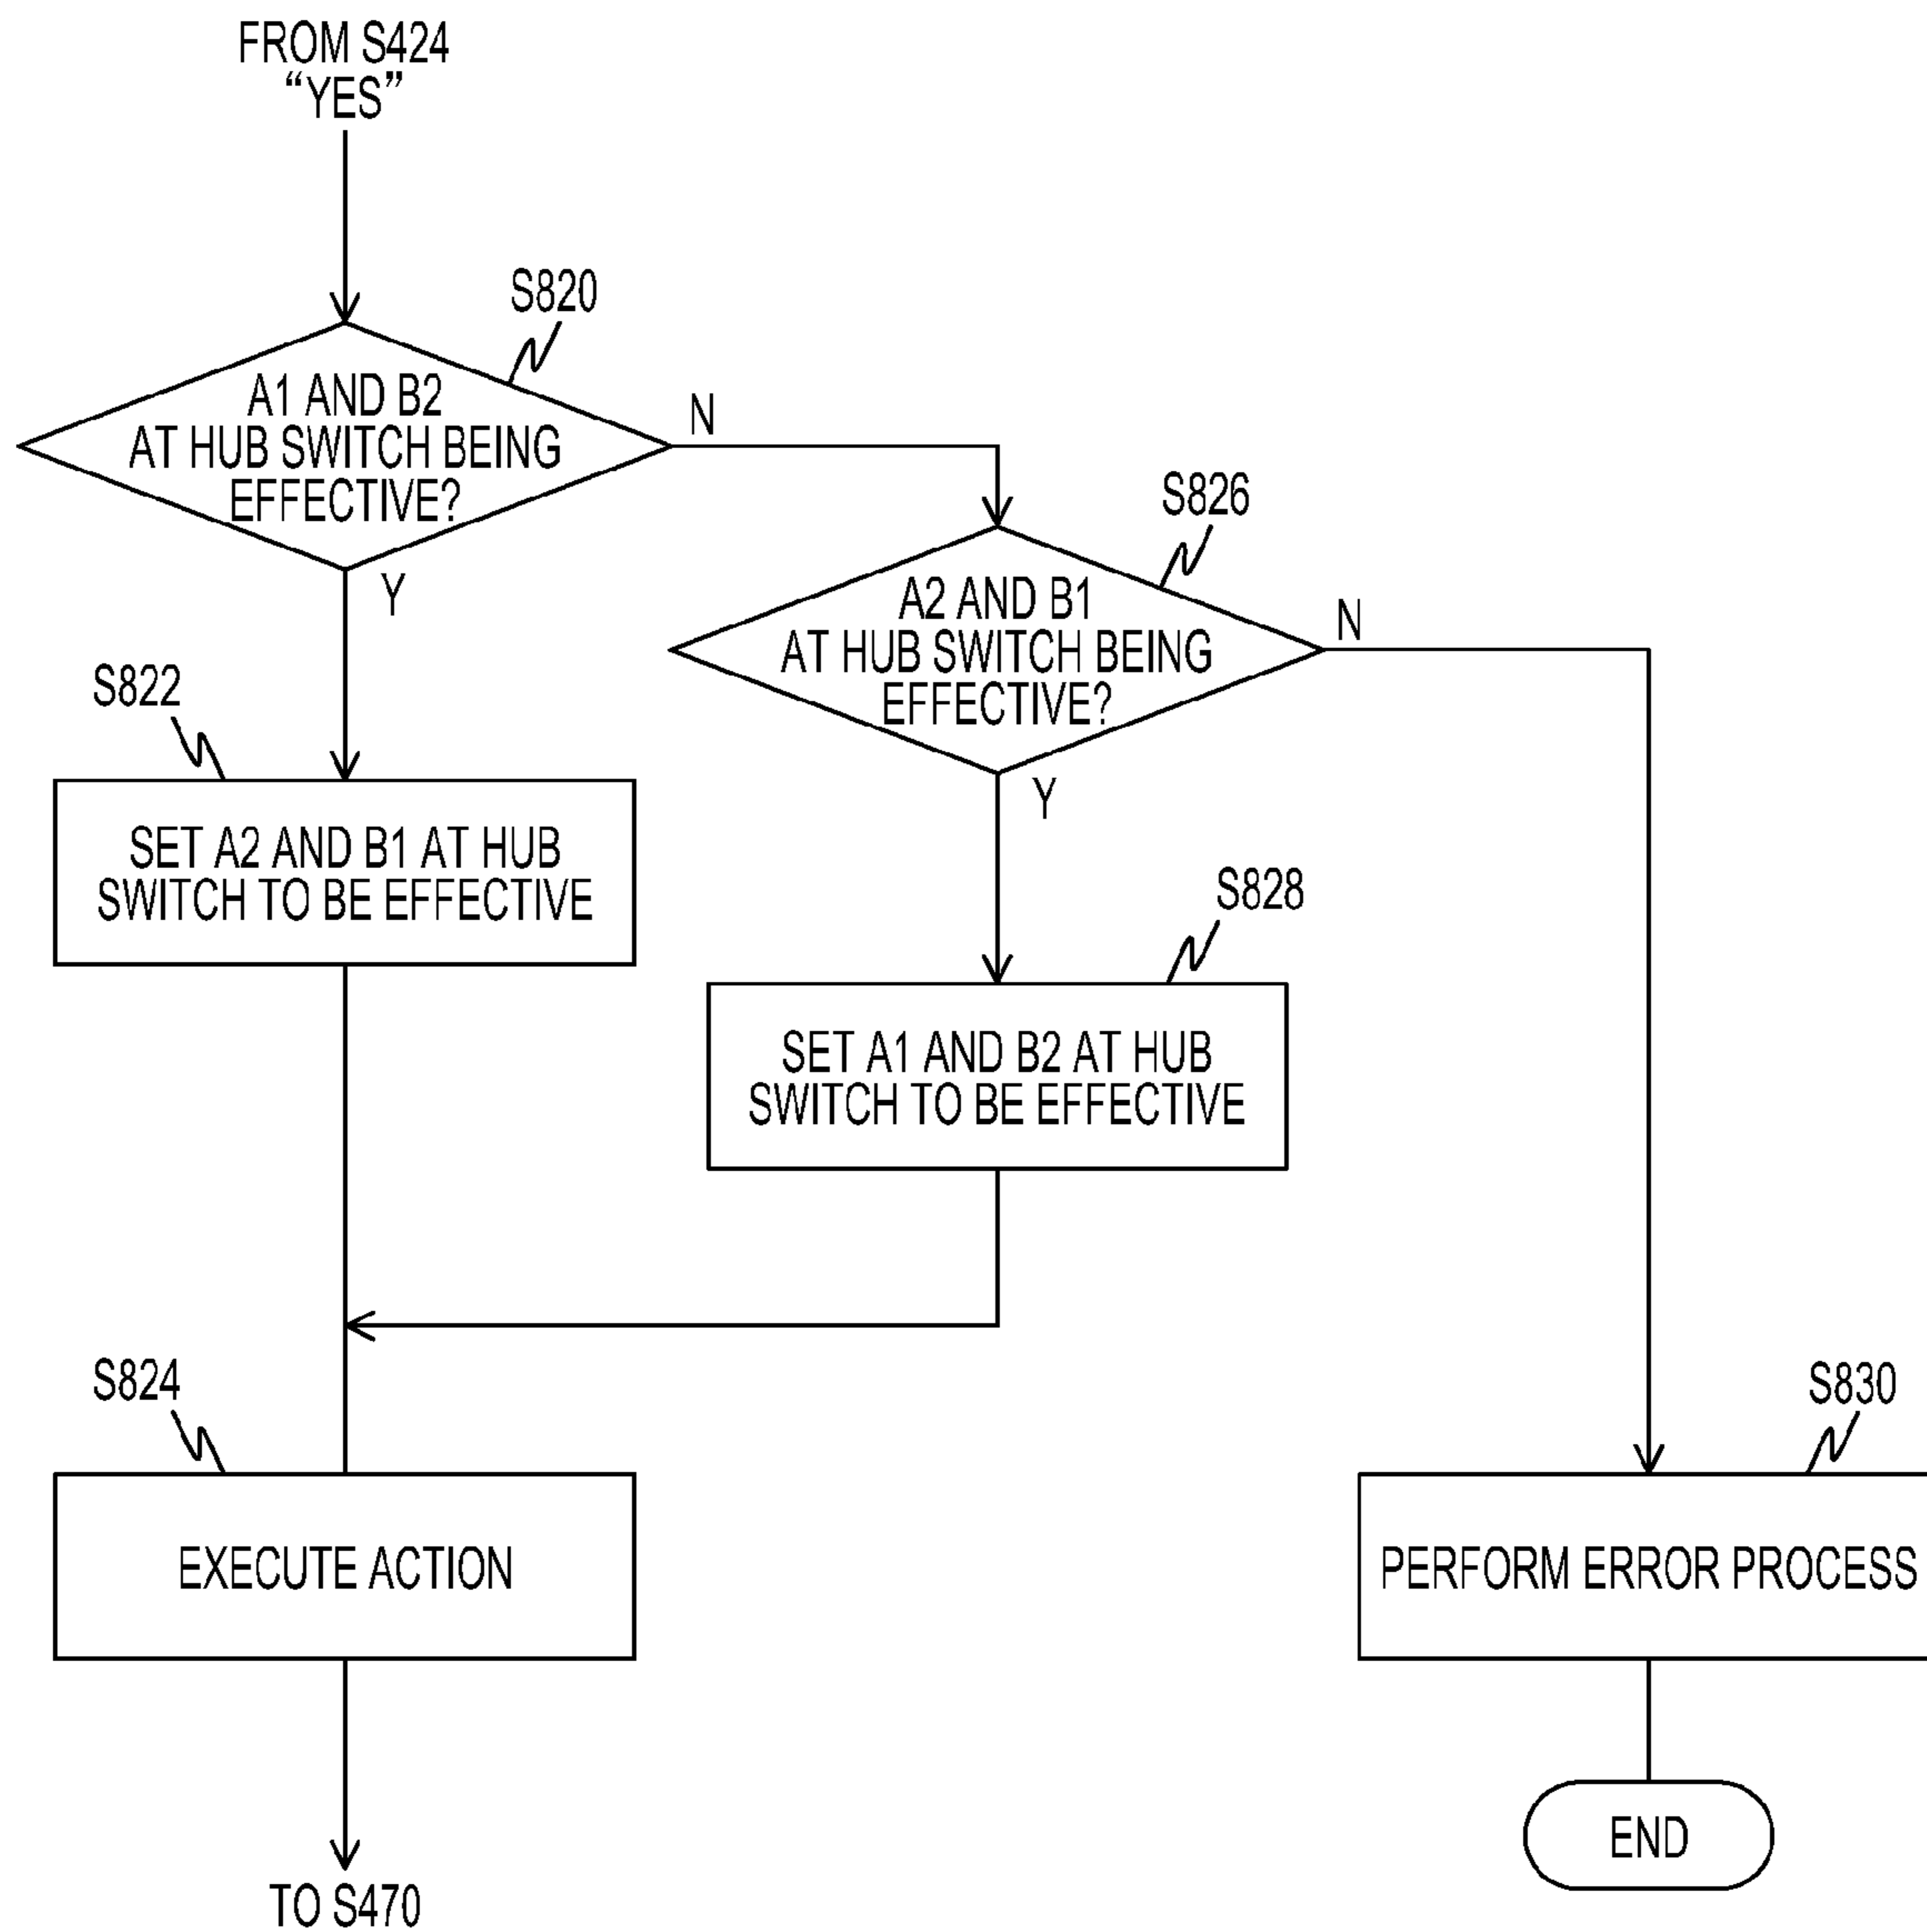 FROM S424
“YES”
S820
A1 AND B2
AT HUB SWITCH BEING
EFFECTIVE?
N
Y
S826
A2 AND B1
AT HUB SWITCH BEING
EFFECTIVE?
N
Y
S822
SET A2 AND B1 AT HUB
SWITCH TO BE EFFECTIVE
S828
SET A1 AND B2 AT HUB
SWITCH TO BE EFFECTIVE
S824
EXECUTE ACTION
S830
PERFORM ERROR PROCESS
END
TO S470